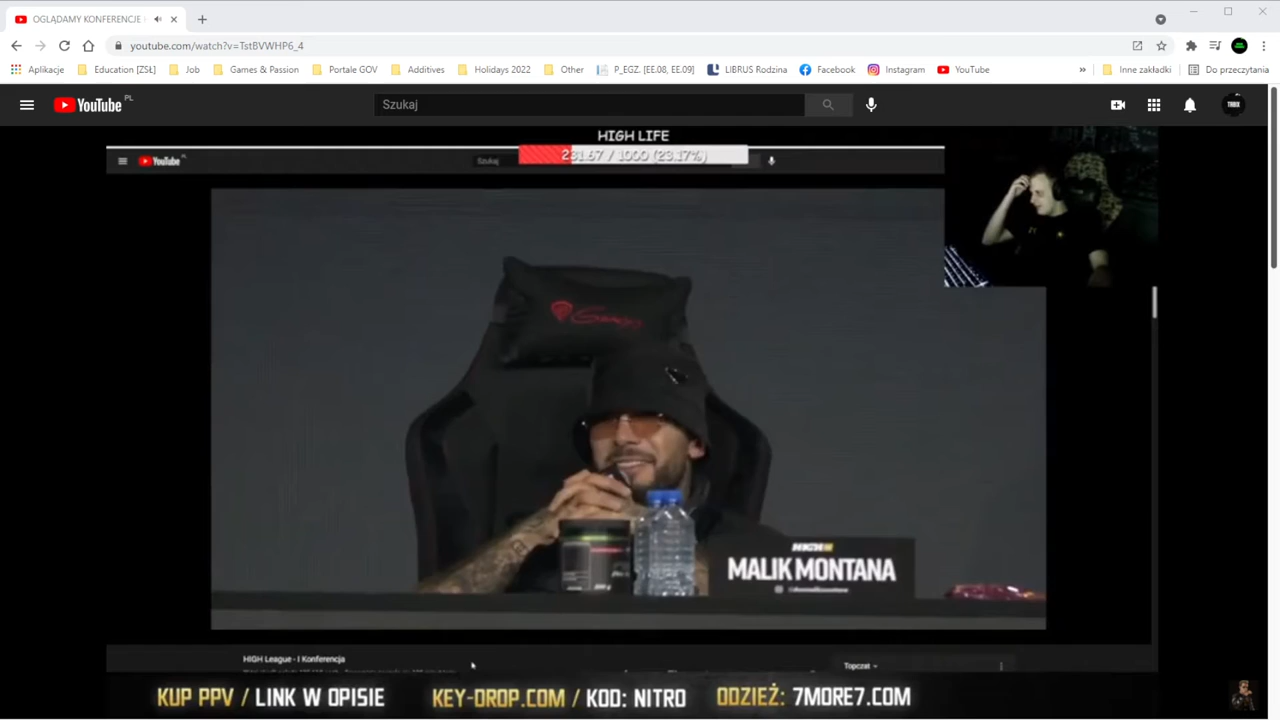 OGLĄDAMY KONFERENCJE
youtube.com/watch?v=TstBVWHP6_4
Aplikacje
Education [ZSŁ]
Job
Games & Passion
Portale GOV
Additives
Holidays 2022
Other
P_EGZ. [EE.08, EE.09]
LIBRUS Rodzina
Facebook
Instagram
YouTube
»
Inne zakładki
Do przeczytania
YouTube PL
Szukaj
HIGH LIFE
231.67 / 1000 (23.17%)
YouTube
Szukaj
Genesis
HIGH
MALIK MONTANA
HIGH League - I Konferencja
Topczat
KUP PPV / LINK W OPISIE
KEY-DROP.COM / KOD: NITRO
ODZIEŻ: 7MORE7.COM